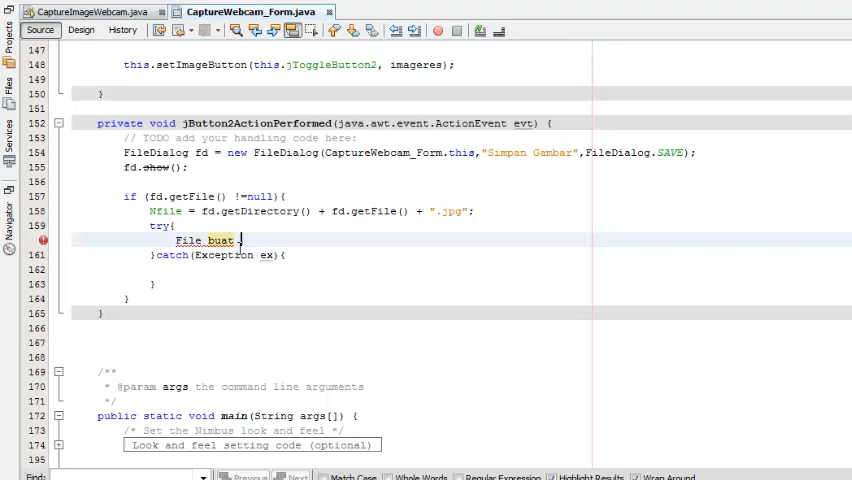 CaptureImageWebcam.java
CaptureWebcam_Form.java
Source Design History
Projects
Files
Services
Navigator
147
148 this.setImageButton(this.jToggleButton2, imageres);
149
150 }
151
152 private void jButton2ActionPerformed(java.awt.event.ActionEvent evt) {
153 // TODO add your handling code here:
154 FileDialog fd = new FileDialog(CaptureWebcam_Form.this,"Simpan Gambar",FileDialog.SAVE);
155 fd.show();
156
157 if (fd.getFile() !=null){
158 Nfile = fd.getDirectory() + fd.getFile() + ".jpg";
159 try{
File buat
161 }catch(Exception ex){
162
163 }
164 }
165 }
166
167
168
169 /**
170 * @param args the command line arguments
171 */
172 public static void main(String args[]) {
173 /* Set the Nimbus look and feel */
174 Look and feel setting code (optional)
195
Find: Previous Next Match Case Whole Words Regular Expression Highlight Results Wrap Around